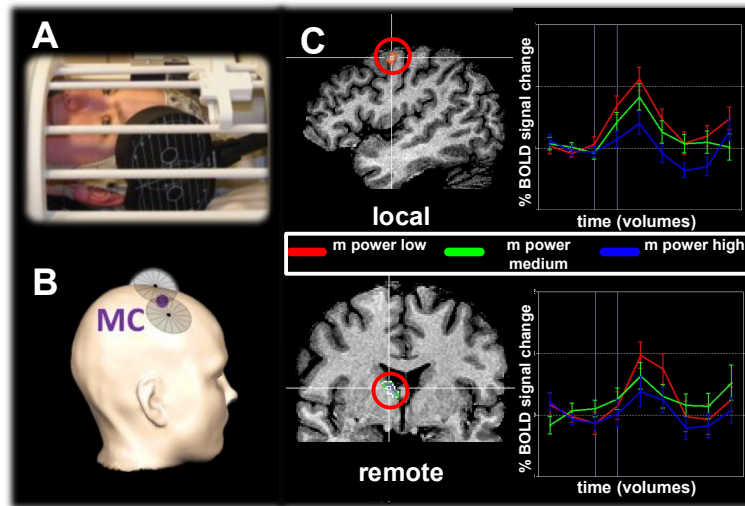 A
B
MC
C
local
% BOLD signal change
time (volumes)
m power low
m power
medium
m power high
remote
% BOLD signal change
time (volumes)